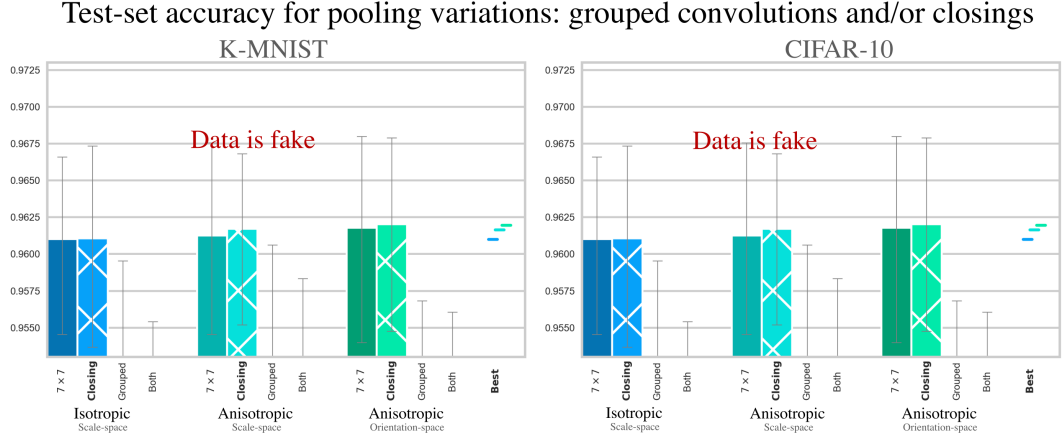 Test-set accuracy for pooling variations: grouped convolutions and/or closings
K-MNIST
CIFAR-10
0.9725
0.9700
0.9675
0.9650
0.9625
0.9600
0.9575
0.9550
Data is fake
7 × 7
Closing
Grouped
Both
7 × 7
Closing
Grouped
Both
7 × 7
Closing
Grouped
Both
Best
Isotropic
Scale-space
Anisotropic
Scale-space
Anisotropic
Orientation-space
0.9725
0.9700
0.9675
0.9650
0.9625
0.9600
0.9575
0.9550
Data is fake
7 × 7
Closing
Grouped
Both
7 × 7
Closing
Grouped
Both
7 × 7
Closing
Grouped
Both
Best
Isotropic
Scale-space
Anisotropic
Scale-space
Anisotropic
Orientation-space